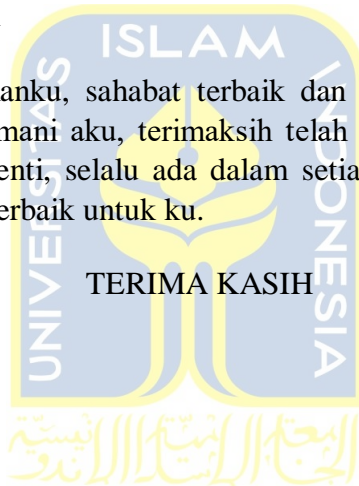 ISLAM
UNIVERSITAS
INDONESIA
anku, sahabat terbaik dan
mani aku, terimaksih telah
enti, selalu ada dalam setia
erbaik untuk ku.
TERIMA KASIH